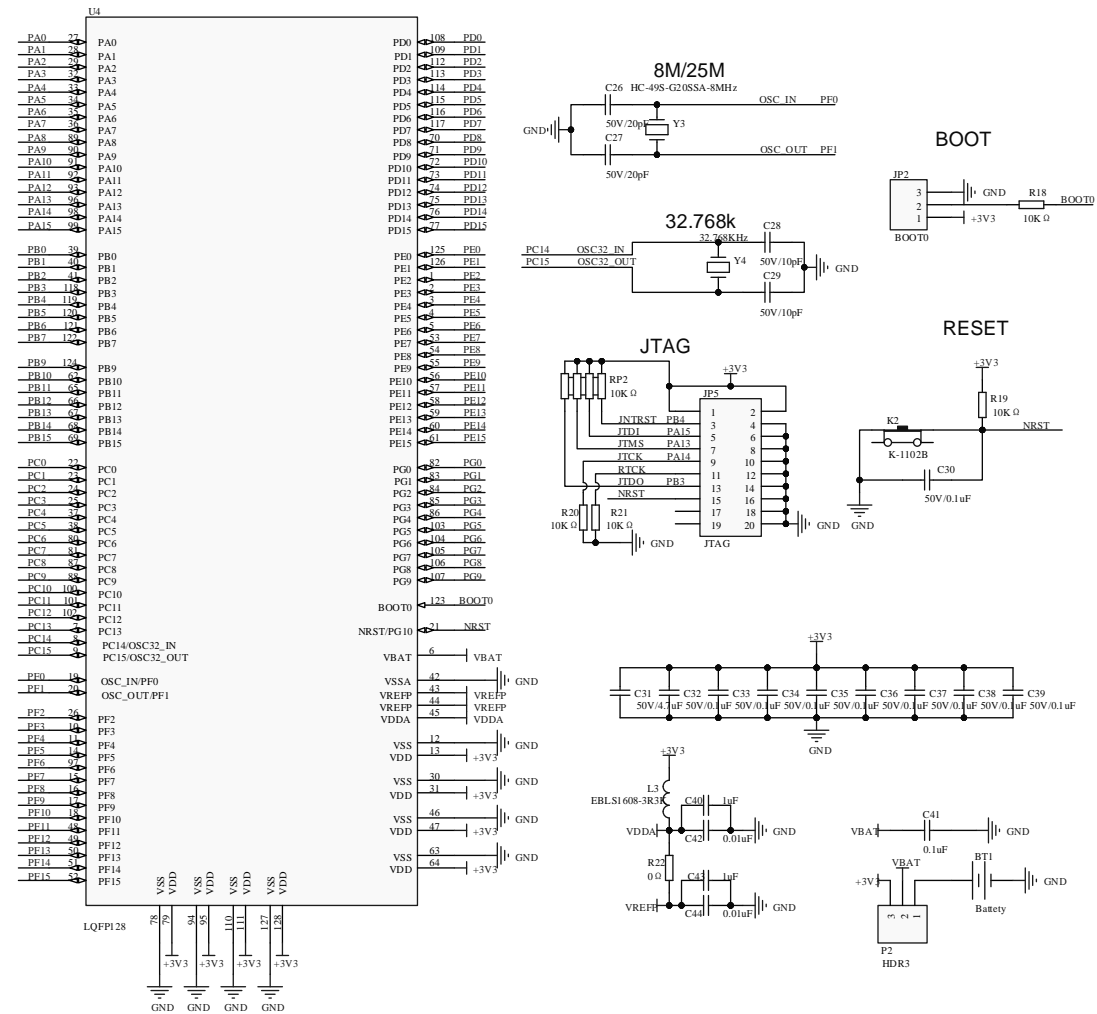 U4
PA0 27 PA0 PD0 108 PD0
PA1 28 PA1 PD1 109 PD1
PA2 29 PA2 PD2 112 PD2
PA3 32 PA3 PD3 113 PD3
PA4 33 PA4 PD4 114 PD4
PA5 34 PA5 PD5 115 PD5
PA6 35 PA6 PD6 116 PD6
PA7 36 PA7 PD7 117 PD7
PA8 89 PA8 PD8 70 PD8
PA9 90 PA9 PD9 71 PD9
PA10 91 PA10 PD10 72 PD10
PA11 92 PA11 PD11 73 PD11
PA12 93 PA12 PD12 74 PD12
PA13 96 PA13 PD13 75 PD13
PA14 98 PA14 PD14 76 PD14
PA15 99 PA15 PD15 77 PD15
PB0 39 PB0 PE0 125 PE0
PB1 40 PB1 PE1 126 PE1
PB2 41 PB2 PE2 1 PE2
PB3 118 PB3 PE3 2 PE3
PB4 119 PB4 PE4 3 PE4
PB5 120 PB5 PE5 4 PE5
PB6 121 PB6 PE6 5 PE6
PB7 122 PB7 PE7 53 PE7
PE8 54 PE8
PB9 124 PB9 PE9 55 PE9
PB10 62 PB10 PE10 56 PE10
PB11 65 PB11 PE11 57 PE11
PB12 66 PB12 PE12 58 PE12
PB13 67 PB13 PE13 59 PE13
PB14 68 PB14 PE14 60 PE14
PB15 69 PB15 PE15 61 PE15
PC0 22 PC0 PG0 82 PG0
PC1 23 PC1 PG1 83 PG1
PC2 24 PC2 PG2 84 PG2
PC3 25 PC3 PG3 85 PG3
PC4 37 PC4 PG4 86 PG4
PC5 38 PC5 PG5 103 PG5
PC6 80 PC6 PG6 104 PG6
PC7 81 PC7 PG7 105 PG7
PC8 87 PC8 PG8 106 PG8
PC9 88 PC9 PG9 107 PG9
PC10 100 PC10
PC11 101 PC11 BOOT0 123 BOOT0
PC12 102 PC12
PC13 7 PC13 NRST/PG10 21 NRST
PC14 8 PC14/OSC32_IN
PC15 9 PC15/OSC32_OUT VBAT 6 VBAT
PF0 19 OSC_IN/PF0 VSSA 42 GND
PF1 20 OSC_OUT/PF1 VREFP 43 VREFP
VREFP 44 VREFP
PF2 26 PF2 VDDA 45 VDDA
PF3 10 PF3
PF4 11 PF4 VSS 12 GND
PF5 14 PF5 VDD 13 +3V3
PF6 97 PF6
PF7 15 PF7 VSS 30 GND
PF8 16 PF8 VDD 31 +3V3
PF9 17 PF9
PF10 18 PF10 VSS 46 GND
PF11 48 PF11 VDD 47 +3V3
PF12 49 PF12
PF13 50 PF13 VSS 63 GND
PF14 51 PF14 VDD 64 +3V3
PF15 52 PF15
VSS VDD VSS VDD VSS VDD VSS VDD
78 79 94 95 110 111 127 128
LQFP128
+3V3 +3V3 +3V3 +3V3
GND GND GND GND
8M/25M
HC-49S-G20SSA-8MHz
C26 OSC_IN PF0
50V/20pF Y3
GND
C27 OSC_OUT PF1
50V/20pF
32.768k
32.768KHz C28
PC14 OSC32_IN
PC15 OSC32_OUT 50V/10pF
Y4 GND
C29
50V/10pF
BOOT
JP2
3 GND
2 R18 BOOT0
1 +3V3 10KΩ
BOOT0
JTAG
+3V3
RP2
10KΩ
JP5
1 2
JNTRST PB4 3 4
JTDI PA15 5 6
JTMS PA13 7 8
JTCK PA14 9 10
RTCK 11 12
JTDO PB3 13 14
NRST 15 16
17 18
19 20 GND
R20 R21
10KΩ 10KΩ
GND
JTAG
RESET
+3V3
R19
10KΩ
K2 NRST
K-1102B
C30
50V/0.1uF
GND
+3V3
C31 C32 C33 C34 C35 C36 C37 C38 C39
50V/4.7uF 50V/0.1uF 50V/0.1uF 50V/0.1uF 50V/0.1uF 50V/0.1uF 50V/0.1uF 50V/0.1uF 50V/0.1uF
GND
+3V3
L3
C40 1uF
VDDA C42 0.01uF GND
R22
0Ω
C43 1uF
VREFP C44 0.01uF GND
C41
VBAT GND
0.1uF
VBAT BT1
+3V3 GND
Battety
3 2 1
P2
HDR3